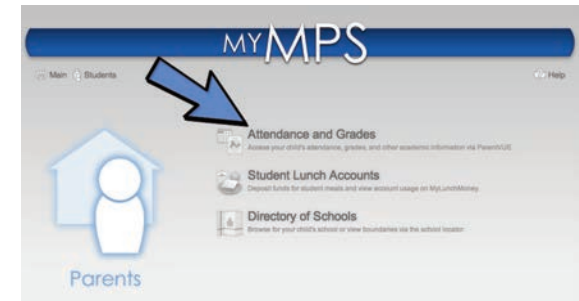 MYMPS
Main Students Help
Attendance and Grades
Access your child's attendance, grades, and other academic information via ParentVUE
Student Lunch Accounts
Deposit funds for student meals and view account usage on MyLunchMoney
Directory of Schools
Browse for your child's school or view boundaries via the school locator
Parents